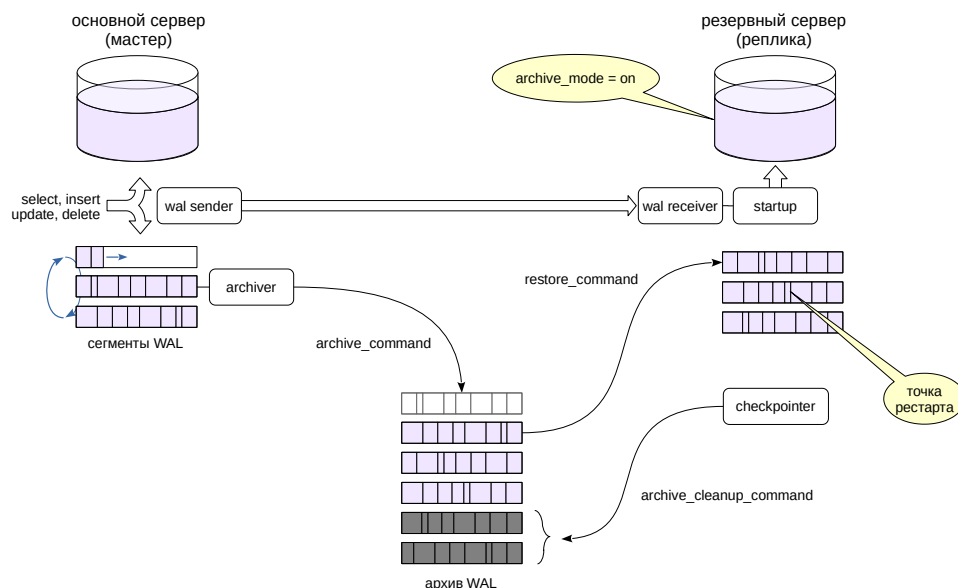 основной сервер
(мастер)
резервный сервер
(реплика)
archive_mode = on
select, insert
update, delete
wal sender
wal receiver
startup
archiver
restore_command
сегменты WAL
archive_command
точка
рестарта
checkpointer
archive_cleanup_command
архив WAL